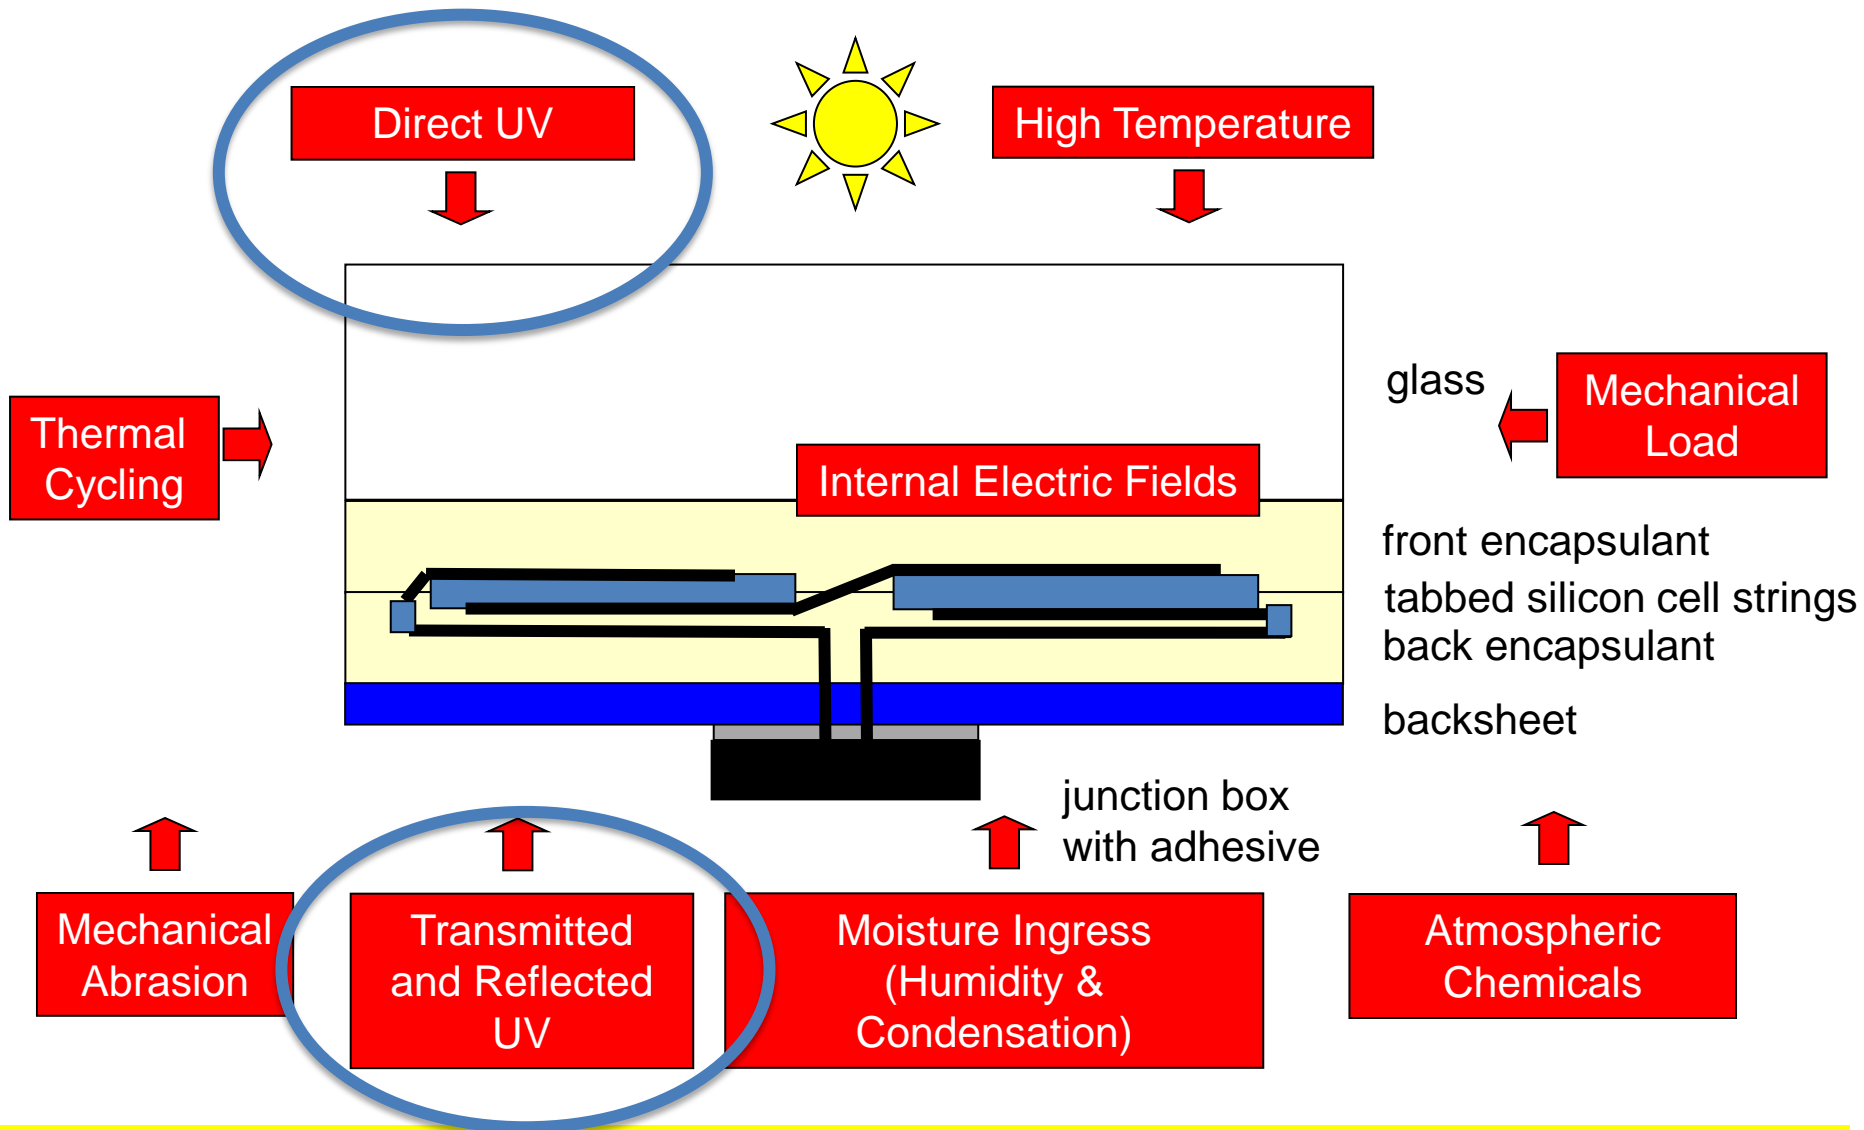 Direct UV
High Temperature
glass
Mechanical
Load
Thermal
Cycling
Internal Electric Fields
front encapsulant
tabbed silicon cell strings
back encapsulant
backsheet
junction box
with adhesive
Mechanical
Abrasion
Transmitted
and Reflected
UV
Moisture Ingress
(Humidity &
Condensation)
Atmospheric
Chemicals